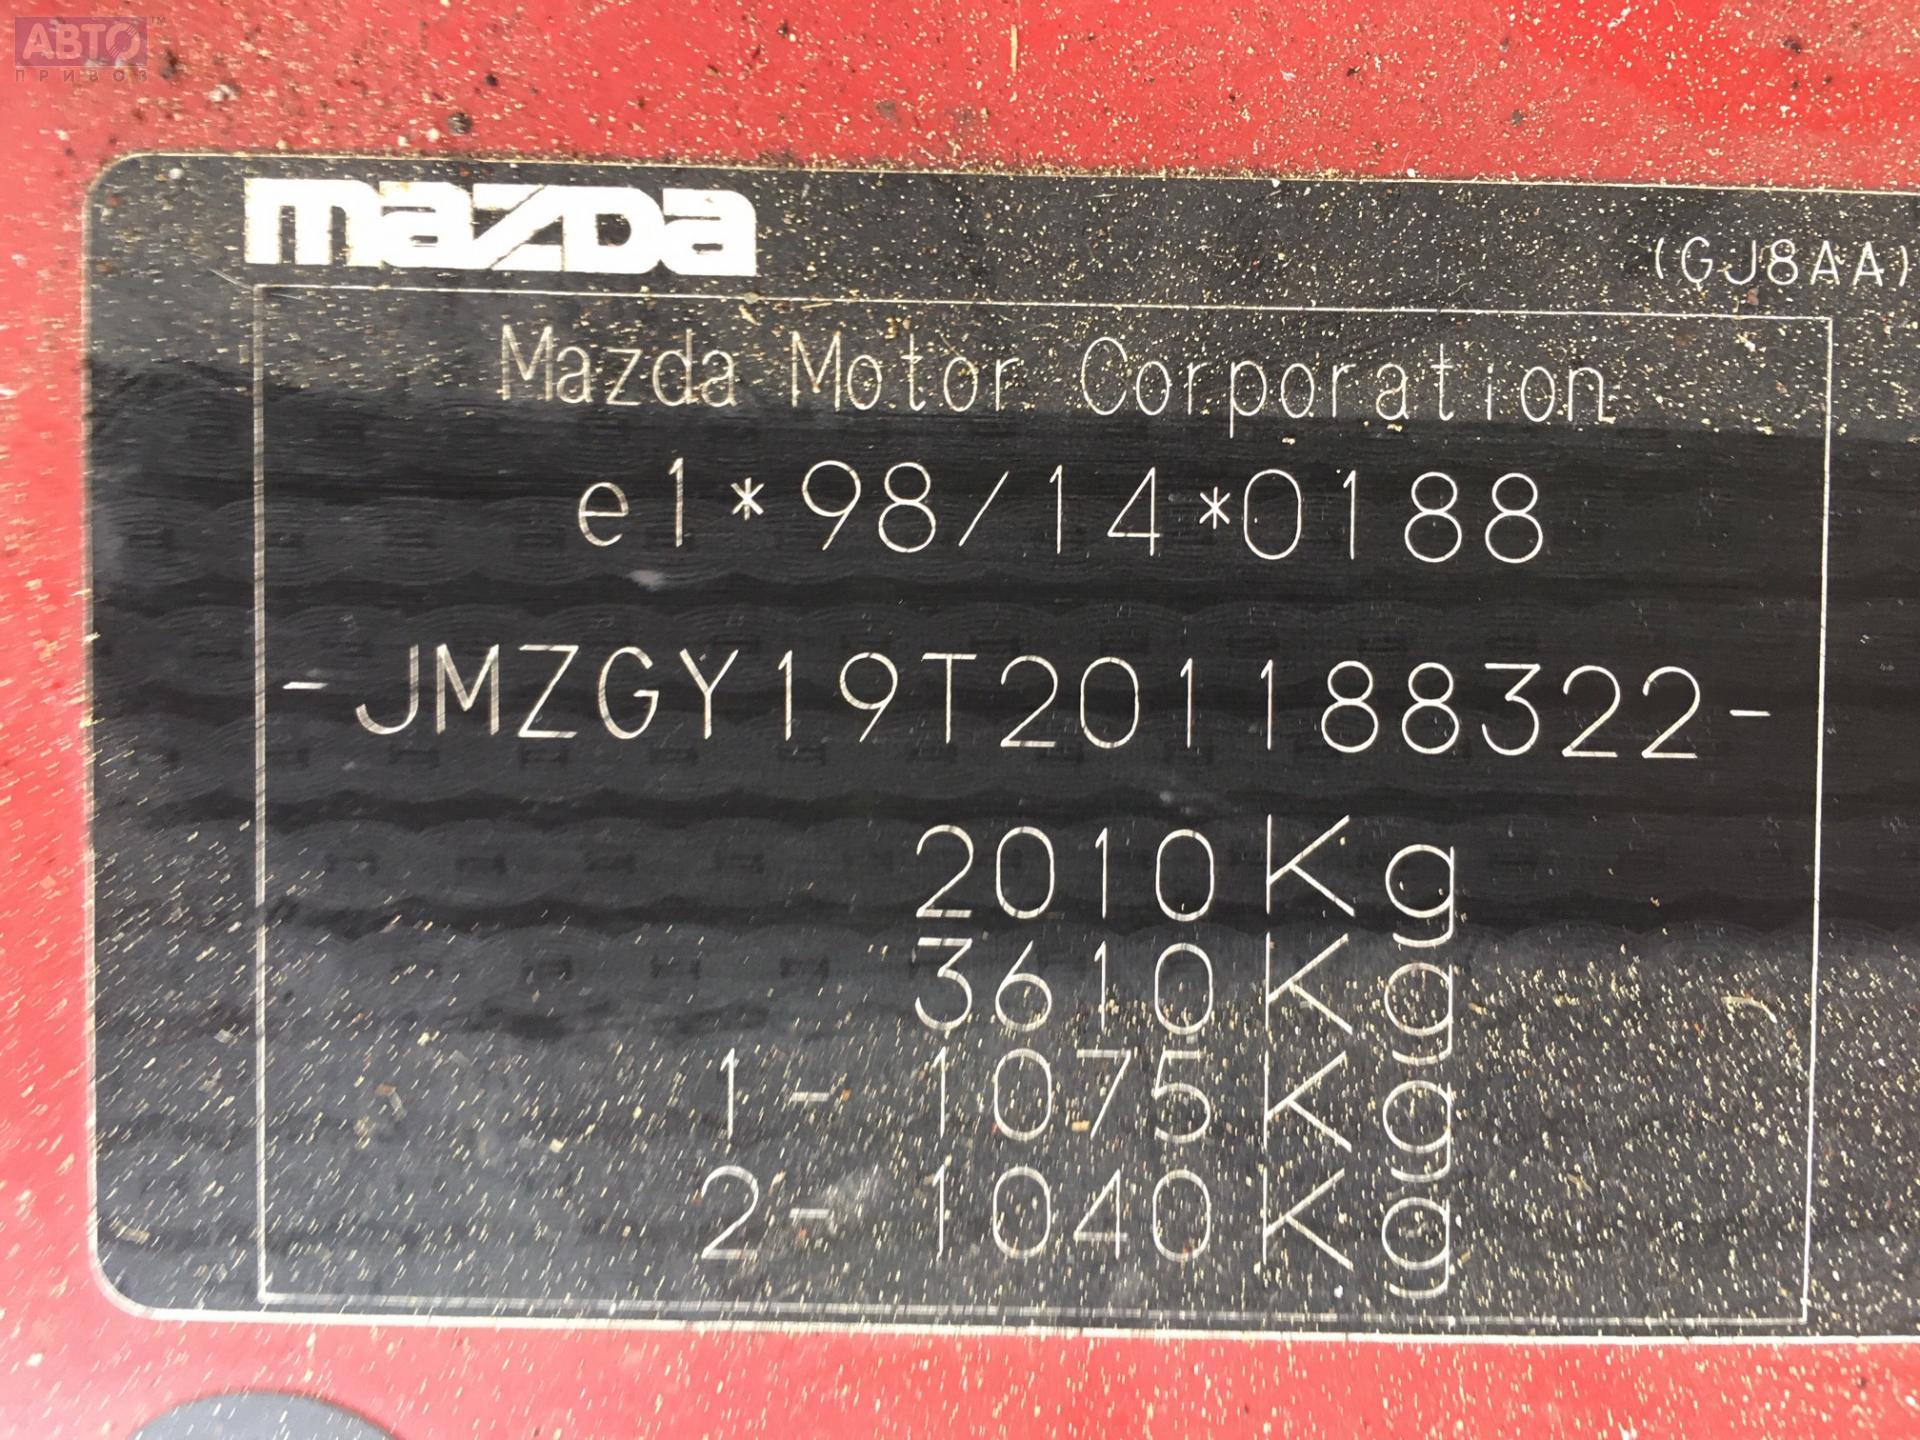 АВТО
ПРИВОЗ
mazda
(GJ8AA)
Mazda Motor Corporation
e1*98/14*0188
-JMZGY19T201188322-
2010Kg
3610Kg
1- 1075Kg
2- 1040Kg